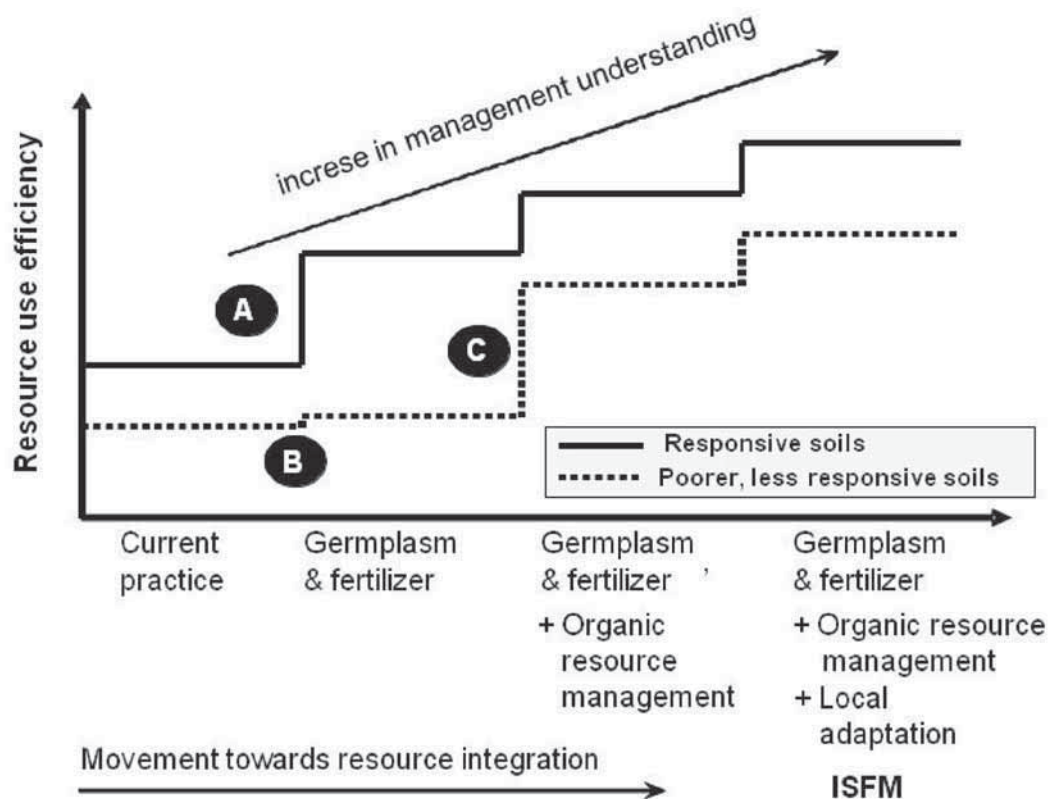 increse in management understanding
Resource use efficiency
A
B
C
Responsive soils
Poorer, less responsive soils
Current
practice
Germplasm
& fertilizer
Germplasm
& fertilizer ’
+ Organic
resource
management
Germplasm
& fertilizer
+ Organic resource
management
+ Local
adaptation
Movement towards resource integration
ISFM